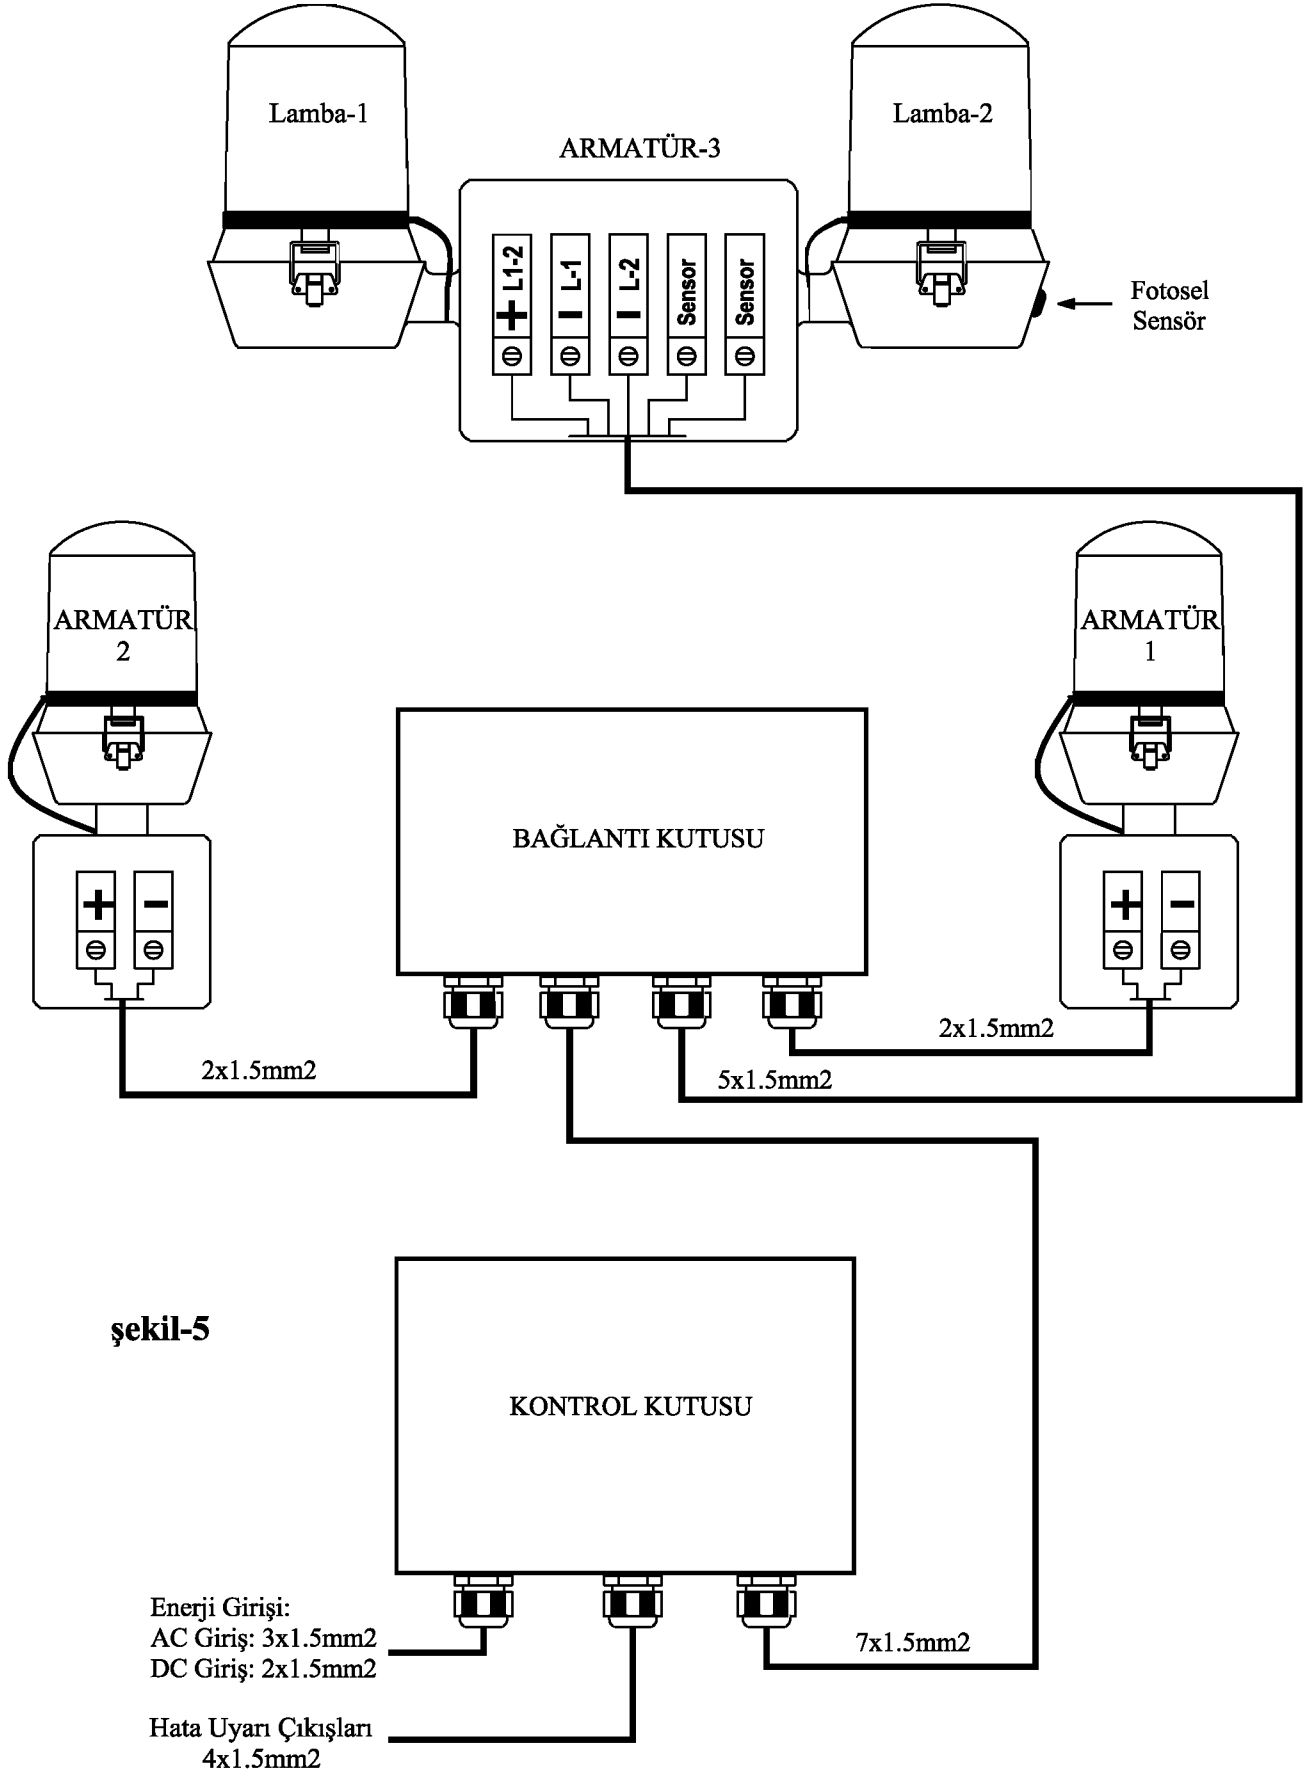 Lamba-1
Lamba-2
ARMATÜR-3
+ L1-2
- L-1
- L-2
Sensor
Sensor
Fotosel
Sensör
ARMATÜR
2
ARMATÜR
1
BAĞLANTI KUTUSU
+ -
+ -
2x1.5mm2
2x1.5mm2
5x1.5mm2
şekil-5
KONTROL KUTUSU
Enerji Girişi:
AC Giriş: 3x1.5mm2
DC Giriş: 2x1.5mm2
7x1.5mm2
Hata Uyarı Çıkışları
4x1.5mm2